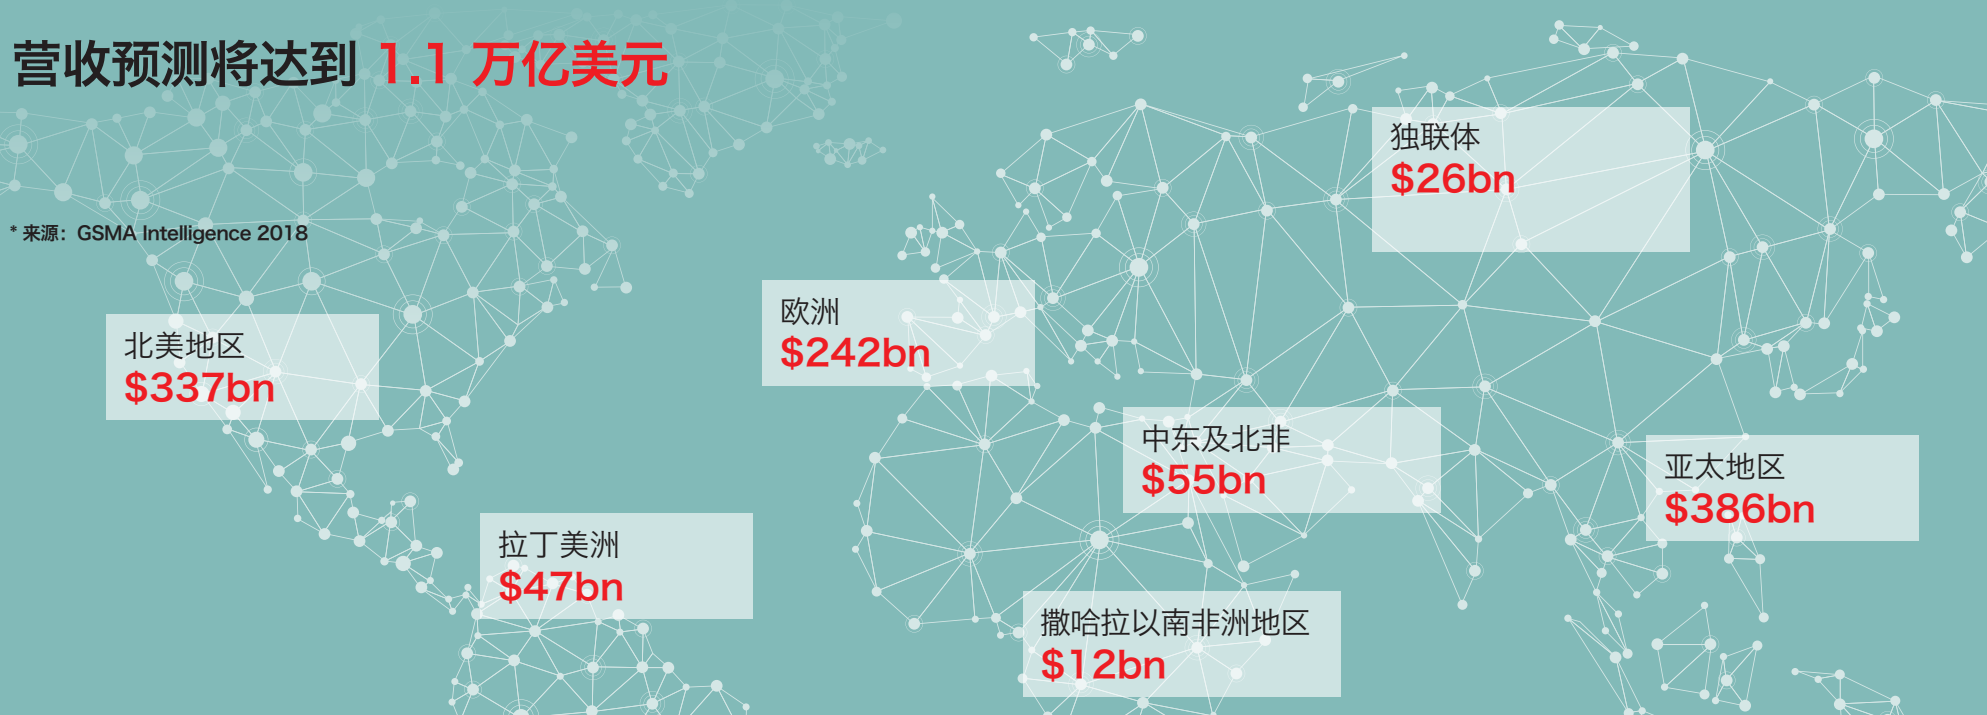 营收预测将达到 1.1 万亿美元
独联体
$26bn
* 来源：GSMA Intelligence 2018
欧洲
$242bn
北美地区
$337bn
中东及北非
$55bn
亚太地区
$386bn
拉丁美洲
$47bn
撒哈拉以南非洲地区
$12bn